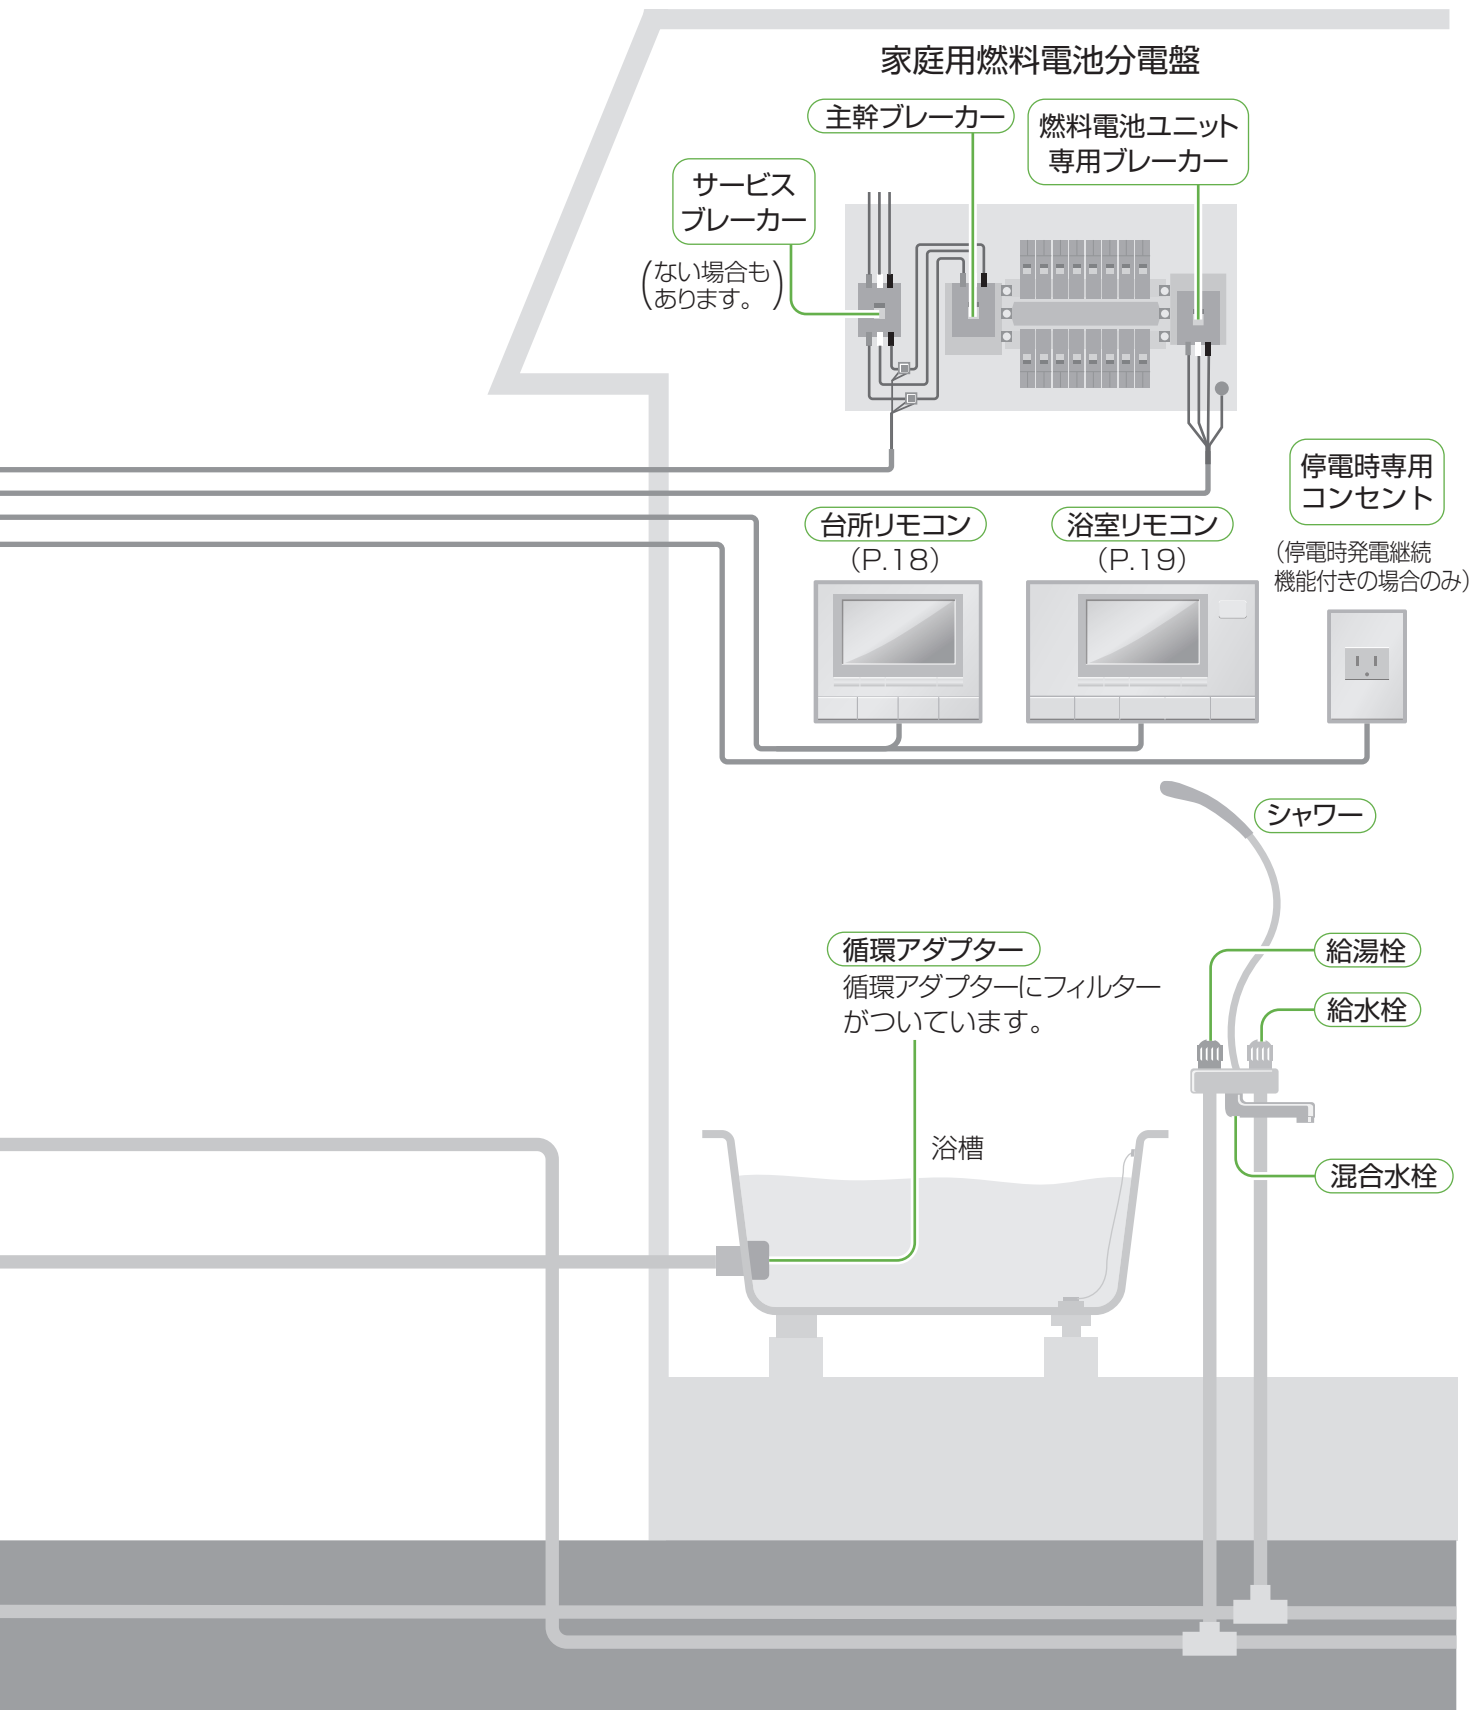 家庭用燃料電池分電盤
主幹ブレーカー
燃料電池ユニット
専用ブレーカー
サービス
ブレーカー
(ない場合も
あります。)
停電時専用
コンセント
(停電時発電継続
機能付きの場合のみ)
台所リモコン
(P.18)
浴室リモコン
(P.19)
シャワー
循環アダプター
循環アダプターにフィルター
がついています。
給湯栓
給水栓
浴槽
混合水栓